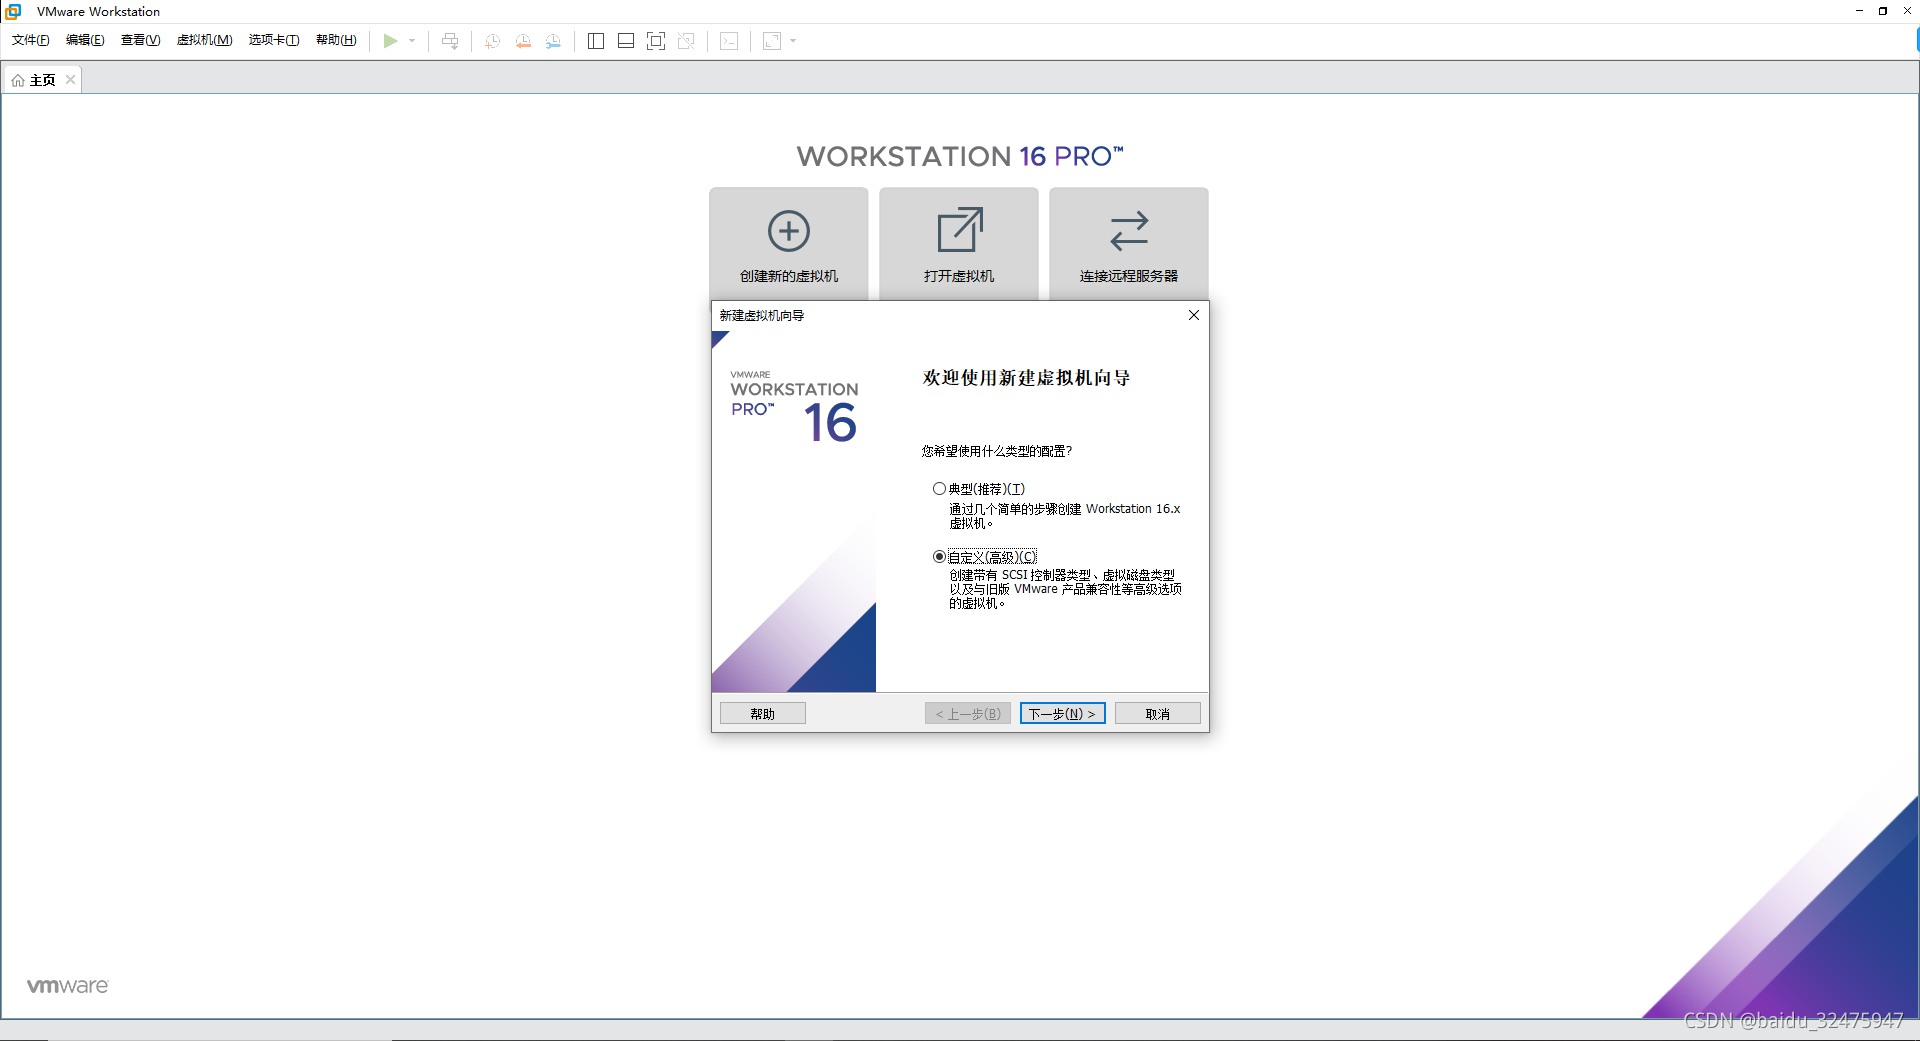 VMware Workstation
文件(F) 编辑(E) 查看(V) 虚拟机(M) 选项卡(T) 帮助(H)
主页
WORKSTATION 16 PRO™
创建新的虚拟机 打开虚拟机 连接远程服务器
新建虚拟机向导
VMWARE
WORKSTATION
PRO™ 16
欢迎使用新建虚拟机向导
您希望使用什么类型的配置?
典型(推荐)(T)
通过几个简单的步骤创建 Workstation 16.x
虚拟机。
自定义(高级)(C)
创建带有 SCSI 控制器类型、虚拟磁盘类型
以及与旧版 VMware 产品兼容性等高级选项
的虚拟机。
帮助 < 上一步(B) 下一步(N) > 取消
vmware
CSDN @baidu_32475947